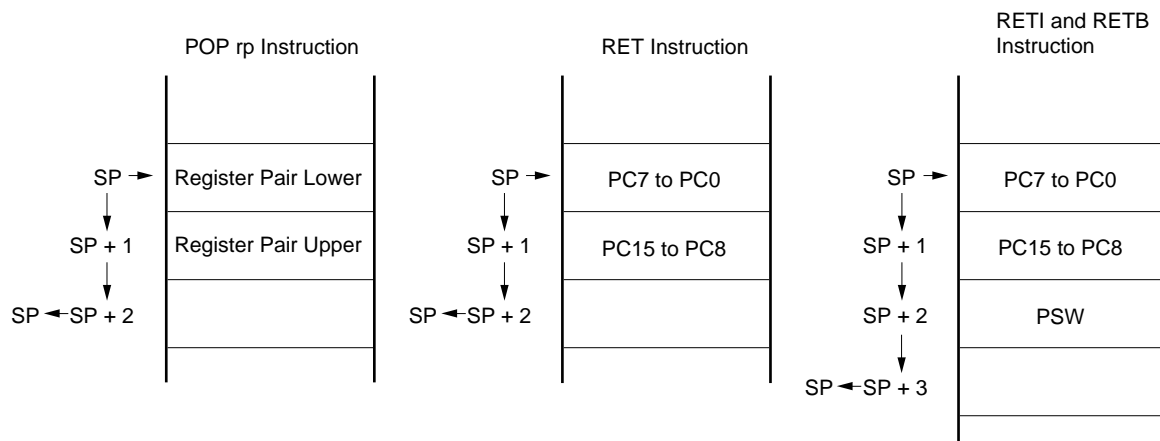 POP rp Instruction
SP
Register Pair Lower
SP + 1
Register Pair Upper
SP
SP + 2
RET Instruction
SP
PC7 to PC0
SP + 1
PC15 to PC8
SP
SP + 2
RETI and RETB
Instruction
SP
PC7 to PC0
SP + 1
PC15 to PC8
SP + 2
PSW
SP
SP + 3